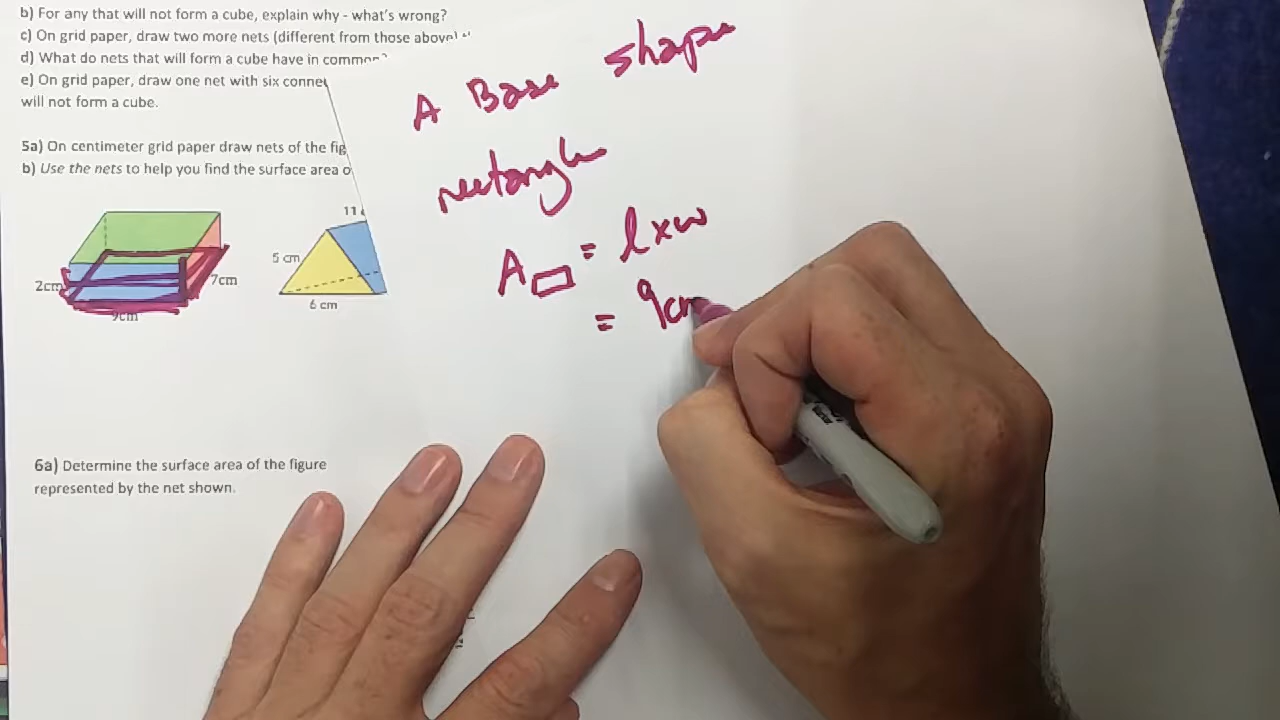 b) For any that will not form a cube, explain why - what's wrong?
c) On grid paper, draw two more nets (different from those above)
d) What do nets that will form a cube have in common
e) On grid paper, draw one net with six
will not form a cube.
5a) On centimeter grid paper draw nets of the
b) Use the nets to help you find the surface area
11
5 cm
2cm
7cm
9cm
6 cm
A Base shape
rectangle
A = l x w
= 9cm
6a) Determine the surface area of the figure
represented by the net shown.